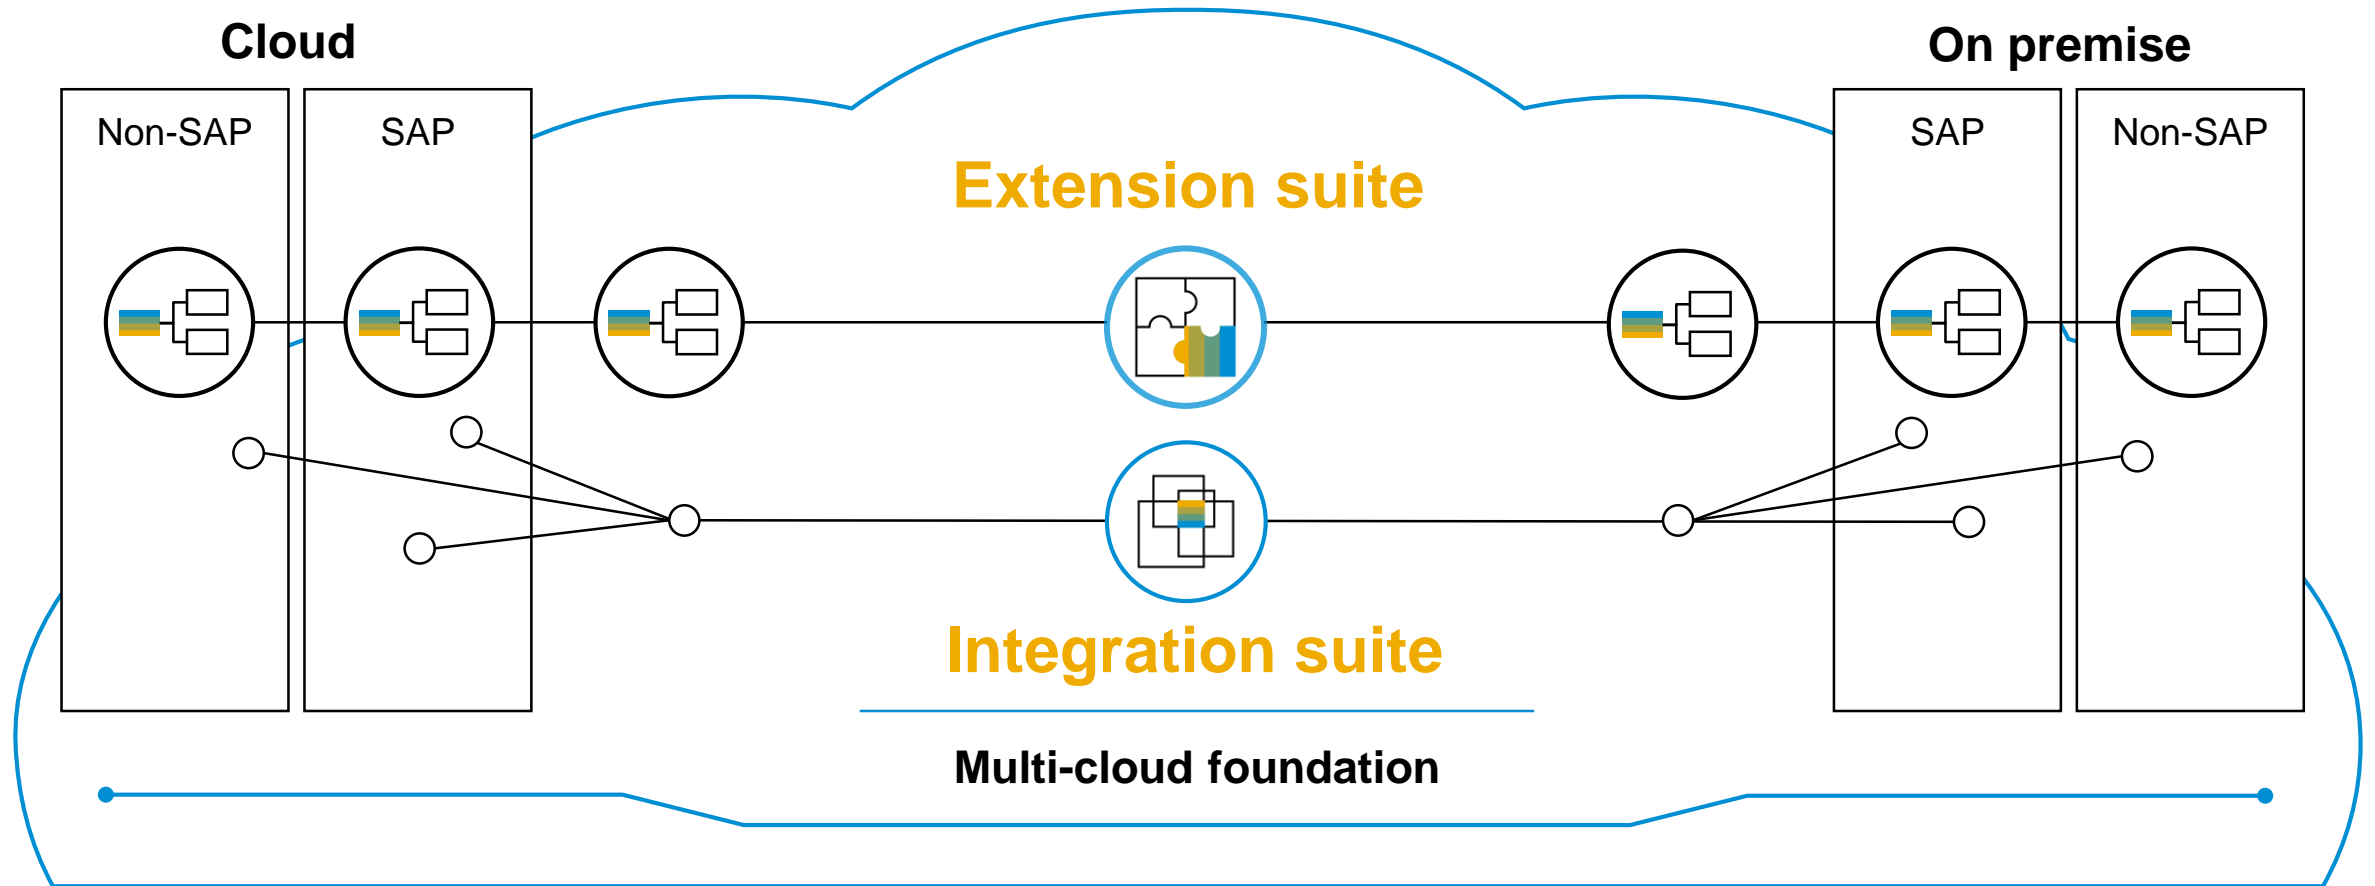 Cloud
On premise
Non-SAP
SAP
SAP
Non-SAP
Extension suite
Integration suite
Multi-cloud foundation